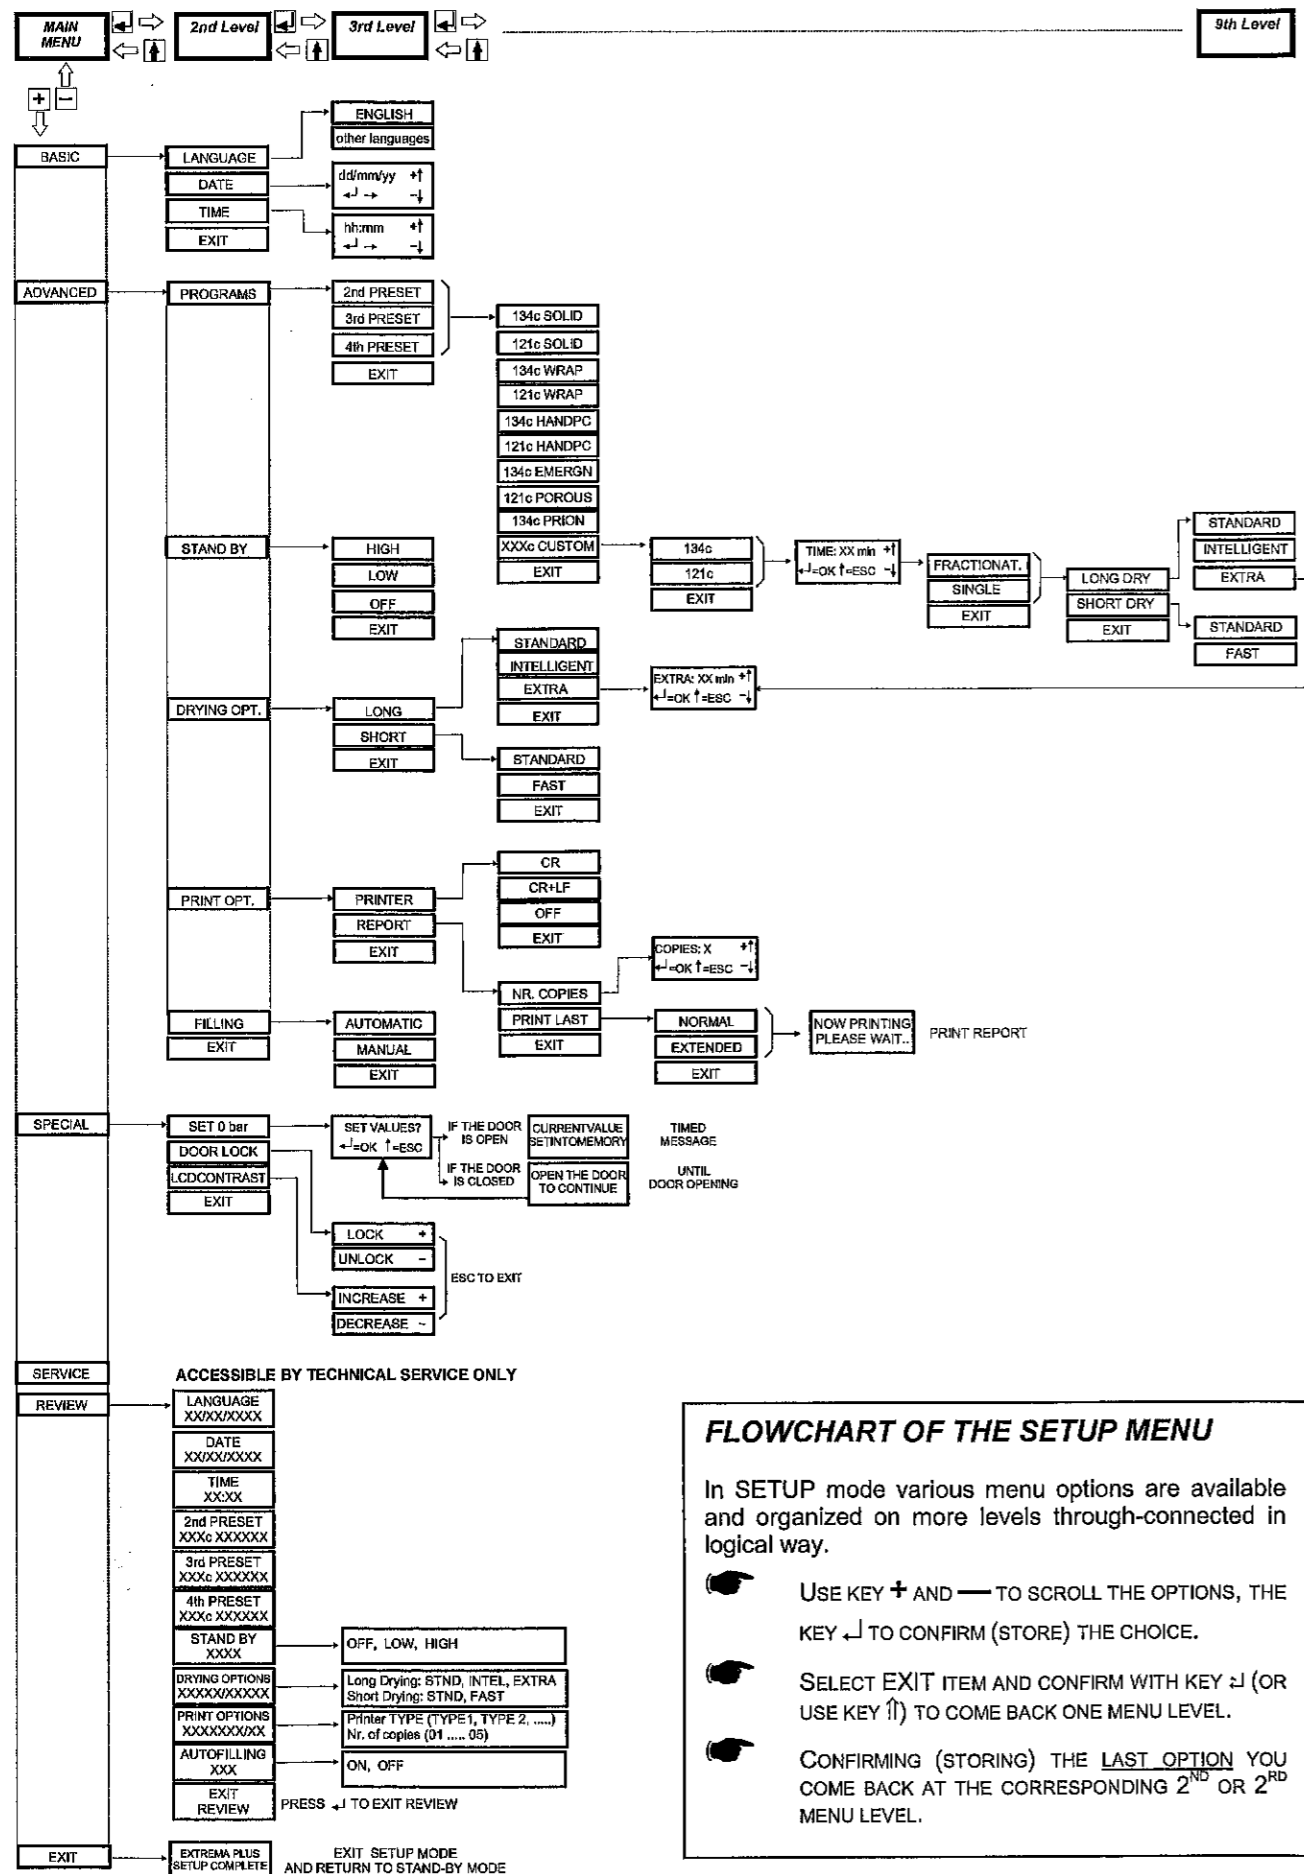 MAIN
MENU
2nd Level
3rd Level
9th Level
+ −
BASIC
LANGUAGE
DATE
TIME
EXIT
ENGLISH
other languages
dd/mm/yy +↑
↵ → −↓
hh:mm +↑
↵ → −↓
ADVANCED
PROGRAMS
2nd PRESET
3rd PRESET
4th PRESET
EXIT
134c SOLID
121c SOLID
134c WRAP
121c WRAP
134c HANDPC
121c HANDPC
134c EMERGN
121c POROUS
134c PRION
XXXc CUSTOM
EXIT
134c
121c
EXIT
TIME: XX min +↑
↵=OK ↑=ESC −↓
FRACTIONAT.
SINGLE
EXIT
LONG DRY
SHORT DRY
EXIT
STANDARD
INTELLIGENT
EXTRA
STANDARD
FAST
STAND BY
HIGH
LOW
OFF
EXIT
DRYING OPT.
LONG
SHORT
EXIT
STANDARD
INTELLIGENT
EXTRA
EXIT
EXTRA: XX min +↑
↵=OK ↑=ESC −↓
STANDARD
FAST
EXIT
PRINT OPT.
PRINTER
REPORT
EXIT
CR
CR+LF
OFF
EXIT
NR. COPIES
PRINT LAST
EXIT
COPIES: X +↑
↵=OK ↑=ESC −↓
NORMAL
EXTENDED
EXIT
NOW PRINTING
PLEASE WAIT..
PRINT REPORT
FILLING
EXIT
AUTOMATIC
MANUAL
EXIT
SPECIAL
SET 0 bar
DOOR LOCK
LCDCONTRAST
EXIT
SET VALUES?
↵=OK ↑=ESC
IF THE DOOR
IS OPEN
CURRENTVALUE
SETINTOMEMORY
TIMED
MESSAGE
IF THE DOOR
IS CLOSED
OPEN THE DOOR
TO CONTINUE
UNTIL
DOOR OPENING
LOCK +
UNLOCK −
INCREASE +
DECREASE −
ESC TO EXIT
SERVICE
ACCESSIBLE BY TECHNICAL SERVICE ONLY
REVIEW
LANGUAGE
XX/XX/XXXX
DATE
XX/XX/XXXX
TIME
XX:XX
2nd PRESET
XXXc XXXXXX
3rd PRESET
XXXc XXXXXX
4th PRESET
XXXc XXXXXX
STAND BY
XXXX
OFF, LOW, HIGH
DRYING OPTIONS
XXXXX/XXXXX
Long Drying: STND, INTEL, EXTRA
Short Drying: STND, FAST
PRINT OPTIONS
XXXXXXX/XX
Printer TYPE (TYPE1, TYPE 2, .....)
Nr. of copies (01 ..... 05)
AUTOFILLING
XXX
ON, OFF
EXIT
REVIEW
PRESS ↵ TO EXIT REVIEW
EXIT
EXTREMA PLUS
SETUP COMPLETE
EXIT SETUP MODE
AND RETURN TO STAND-BY MODE
FLOWCHART OF THE SETUP MENU
In SETUP mode various menu options are available
and organized on more levels through-connected in
logical way.
USE KEY + AND — TO SCROLL THE OPTIONS, THE
KEY ↵ TO CONFIRM (STORE) THE CHOICE.
SELECT EXIT ITEM AND CONFIRM WITH KEY ↵ (OR
USE KEY ⇑) TO COME BACK ONE MENU LEVEL.
CONFIRMING (STORING) THE LAST OPTION YOU
COME BACK AT THE CORRESPONDING 2ND OR 2RD
MENU LEVEL.